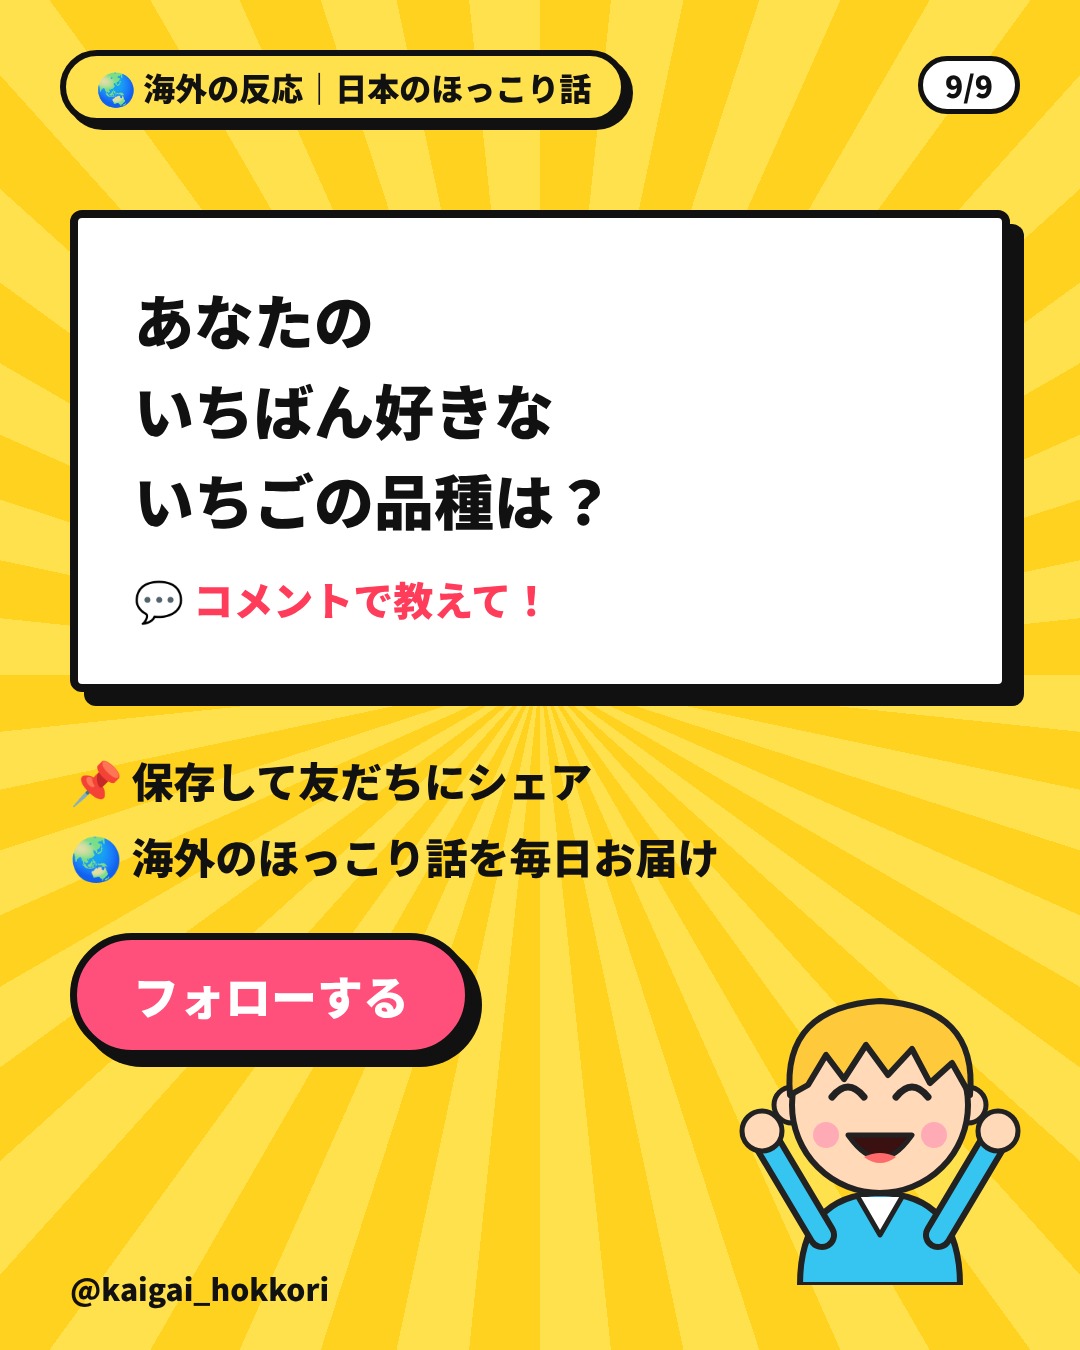 🌏 海外の反応｜日本のほっこり話
9/9
あなたの
いちばん好きな
いちごの品種は？
💬 コメントで教えて！
📌 保存して友だちにシェア
🌏 海外のほっこり話を毎日お届け
フォローする
@kaigai_hokkori